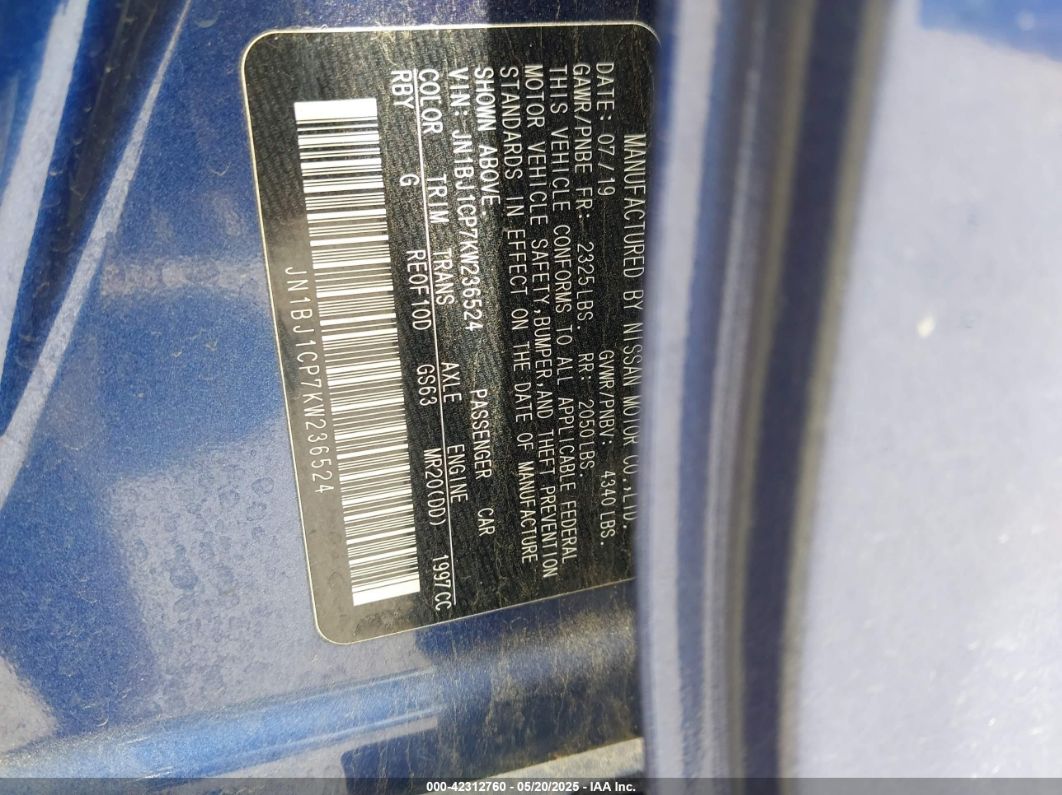 MANUFACTURED BY NISSAN MOTOR CO.,LTD.
DATE: 07/19 GVWR/PNBV: 4340 LBS.
GAWR/PNBE FR: 2325 LBS. RR: 2050 LBS.
THIS VEHICLE CONFORMS TO ALL APPLICABLE FEDERAL
MOTOR VEHICLE SAFETY,BUMPER,AND THEFT PREVENTION
STANDARDS IN EFFECT ON THE DATE OF MANUFACTURE
SHOWN ABOVE. PASSENGER CAR
VIN: JN1BJ1CP7KW236524
COLOR TRIM TRANS AXLE ENGINE
RBY G RE0F10D GS63 MR20(DD) 1997CC
JN1BJ1CP7KW236524
000-42312760 - 05/20/2025 - IAA Inc.